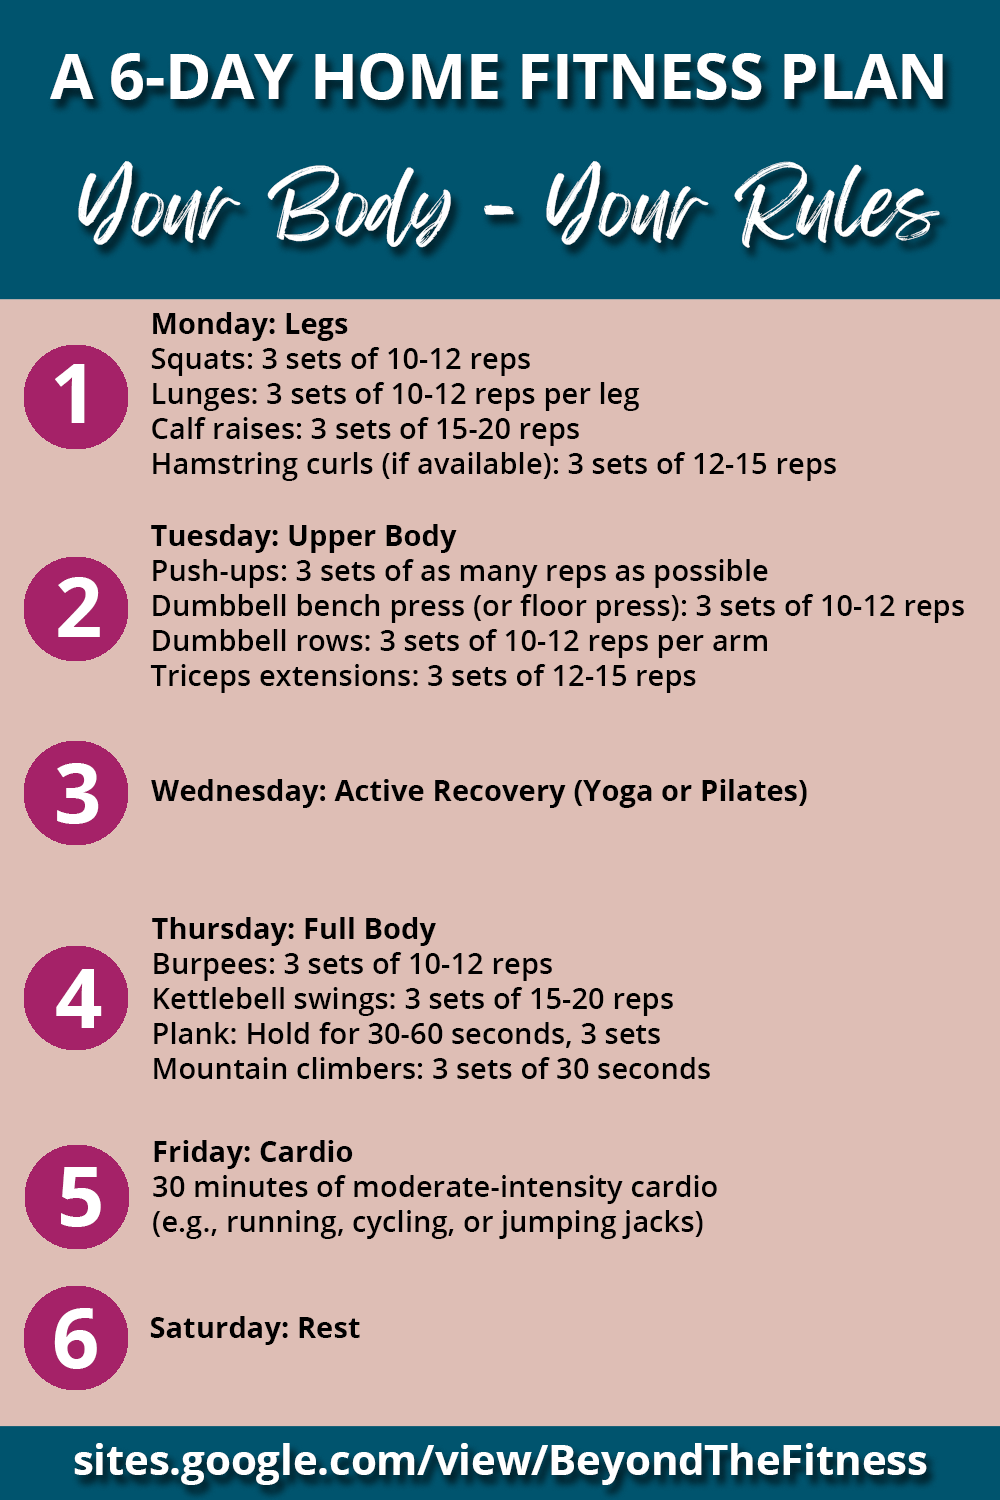 A 6-DAY HOME FITNESS PLAN
Your Body - Your Rules
1
Monday: Legs
Squats: 3 sets of 10-12 reps
Lunges: 3 sets of 10-12 reps per leg
Calf raises: 3 sets of 15-20 reps
Hamstring curls (if available): 3 sets of 12-15 reps
2
Tuesday: Upper Body
Push-ups: 3 sets of as many reps as possible
Dumbbell bench press (or floor press): 3 sets of 10-12 reps
Dumbbell rows: 3 sets of 10-12 reps per arm
Triceps extensions: 3 sets of 12-15 reps
3
Wednesday: Active Recovery (Yoga or Pilates)
4
Thursday: Full Body
Burpees: 3 sets of 10-12 reps
Kettlebell swings: 3 sets of 15-20 reps
Plank: Hold for 30-60 seconds, 3 sets
Mountain climbers: 3 sets of 30 seconds
5
Friday: Cardio
30 minutes of moderate-intensity cardio
(e.g., running, cycling, or jumping jacks)
6
Saturday: Rest
sites.google.com/view/BeyondTheFitness